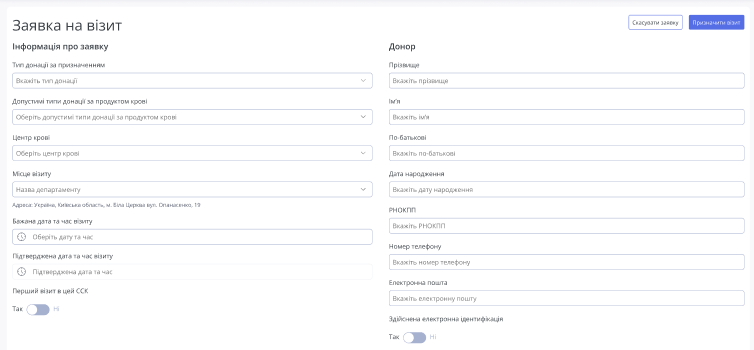 Заявка на візит
Скасувати заявку
Призначити візит
Інформація про заявку
Тип донації за призначенням
Вкажіть тип донації
Допустимі типи донації за продуктом крові
Оберіть допустимі типи донації за продуктом крові
Центр крові
Оберіть центр крові
Місце візиту
Назва департаменту
Адреса: Україна, Київська область, м. Біла Церква вул. Опанасенко, 19
Бажана дата та час візиту
Оберіть дату та час
Підтверджена дата та час візиту
Підтверджена дата та час
Перший візит в цей ССК
Так Ні
Донор
Прізвище
Вкажіть прізвище
Ім'я
Вкажіть ім'я
По-батькові
Вкажіть по-батькові
Дата народження
Вкажіть дату народження
РНОКПП
Вкажіть РНОКПП
Номер телефону
Вкажіть номер телефону
Електронна пошта
Вкажіть електронну пошту
Здійснена електронна ідентифікація
Так Ні